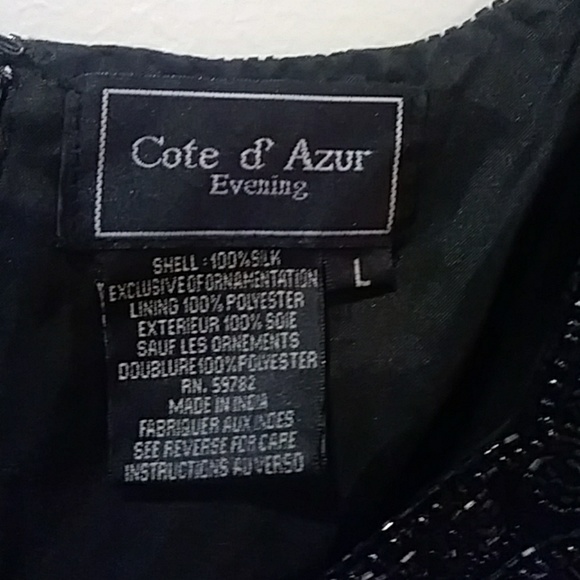 Cote d' Azur
Evening
L
SHELL : 100% SILK
EXCLUSIVE OF ORNAMENTATION
LINING 100% POLYESTER
EXTERIEUR 100% SOIE
SAUF LES ORNEMENTS
DOUBLURE 100% POLYESTER
RN. 59782
MADE IN INDIA
FABRIQUER AUX INDES
SEE REVERSE FOR CARE
INSTRUCTIONS AU VERSO